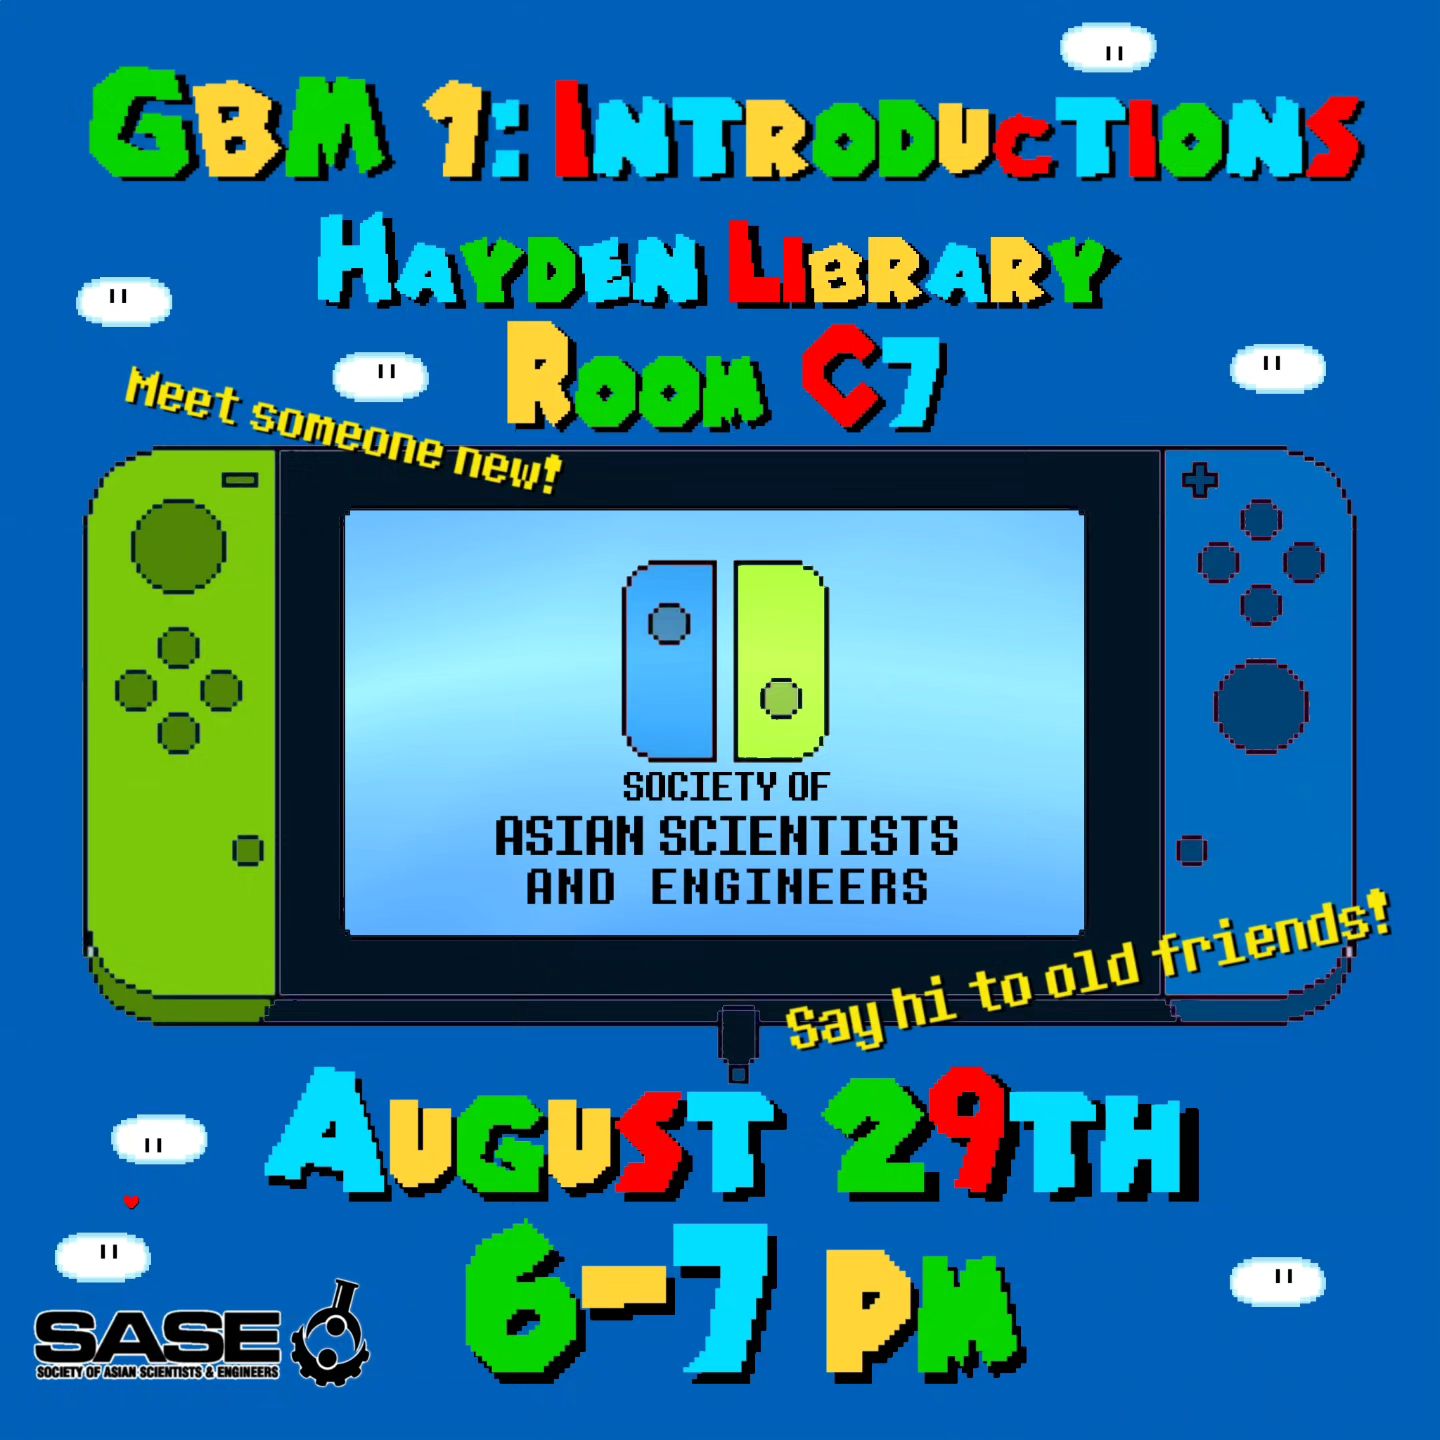 GBM 1: INTRODUCTIONS
HAYDEN LIBRARY
ROOM C7
Meet someone new!
SOCIETY OF
ASIAN SCIENTISTS
AND ENGINEERS
Say hi to old friends!
AUGUST 29TH
6-7 PM
SASE
SOCIETY OF ASIAN SCIENTISTS & ENGINEERS